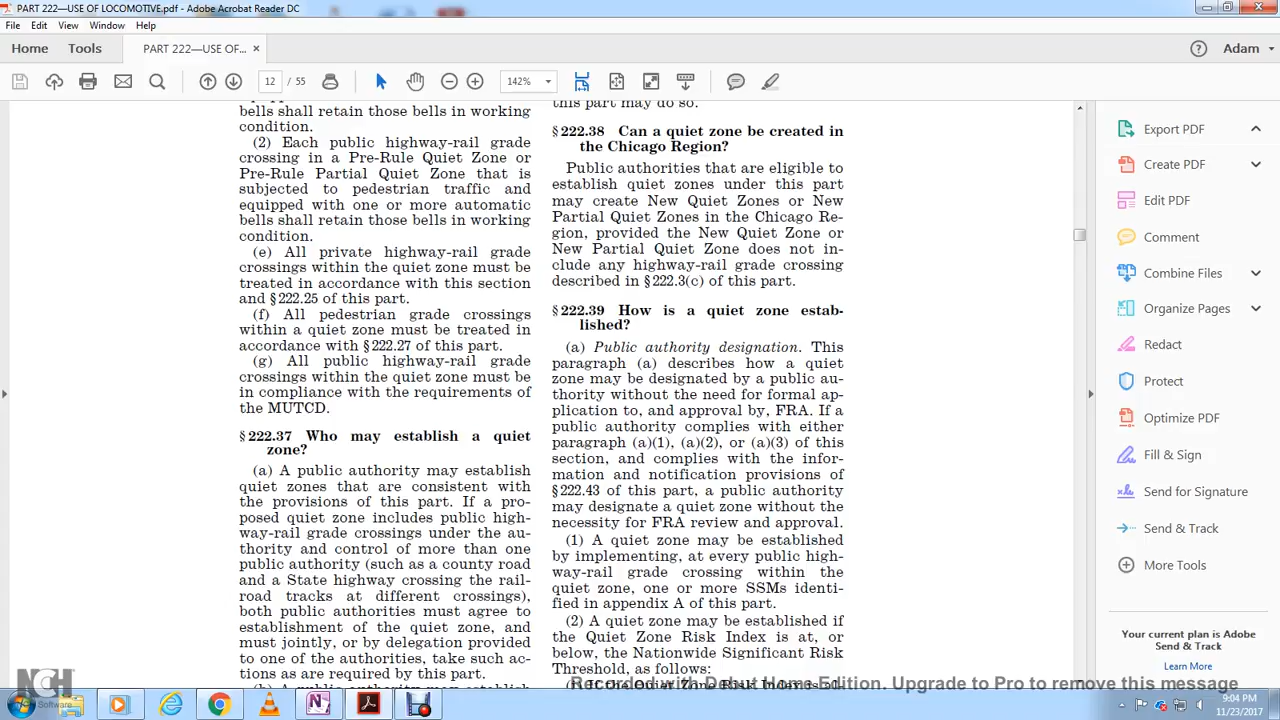 PART 222—USE OF LOCOMOTIVE.pdf - Adobe Acrobat Reader DC
File Edit View Window Help
Home Tools PART 222—USE OF... × Adam
12 / 55 142%
bells shall retain those bells in working
condition.
(2) Each public highway-rail grade
crossing in a Pre-Rule Quiet Zone or
Pre-Rule Partial Quiet Zone that is
subjected to pedestrian traffic and
equipped with one or more automatic
bells shall retain those bells in working
condition.
(e) All private highway-rail grade
crossings within the quiet zone must be
treated in accordance with this section
and §222.25 of this part.
(f) All pedestrian grade crossings
within a quiet zone must be treated in
accordance with §222.27 of this part.
(g) All public highway-rail grade
crossings within the quiet zone must be
in compliance with the requirements of
the MUTCD.
§222.37 Who may establish a quiet
zone?
(a) A public authority may establish
quiet zones that are consistent with
the provisions of this part. If a pro-
posed quiet zone includes public high-
way-rail grade crossings under the au-
thority and control of more than one
public authority (such as a county road
and a State highway crossing the rail-
road tracks at different crossings),
both public authorities must agree to
establishment of the quiet zone, and
must jointly, or by delegation provided
to one of the authorities, take such ac-
tions as are required by this part.
this part may do so.
§222.38 Can a quiet zone be created in
the Chicago Region?
Public authorities that are eligible to
establish quiet zones under this part
may create New Quiet Zones or New
Partial Quiet Zones in the Chicago Re-
gion, provided the New Quiet Zone or
New Partial Quiet Zone does not in-
clude any highway-rail grade crossing
described in §222.3(c) of this part.
§222.39 How is a quiet zone estab-
lished?
(a) Public authority designation. This
paragraph (a) describes how a quiet
zone may be designated by a public au-
thority without the need for formal ap-
plication to, and approval by, FRA. If a
public authority complies with either
paragraph (a)(1), (a)(2), or (a)(3) of this
section, and complies with the infor-
mation and notification provisions of
§222.43 of this part, a public authority
may designate a quiet zone without the
necessity for FRA review and approval.
(1) A quiet zone may be established
by implementing, at every public high-
way-rail grade crossing within the
quiet zone, one or more SSMs identi-
fied in appendix A of this part.
(2) A quiet zone may be established if
the Quiet Zone Risk Index is at, or
below, the Nationwide Significant Risk
Threshold, as follows:
Export PDF
Create PDF
Edit PDF
Comment
Combine Files
Organize Pages
Redact
Protect
Optimize PDF
Fill & Sign
Send for Signature
Send & Track
More Tools
Your current plan is Adobe
Send & Track
Learn More
Recorded with Debut Home Edition. Upgrade to Pro to remove this message
NCH
Software
9:04 PM
11/23/2017